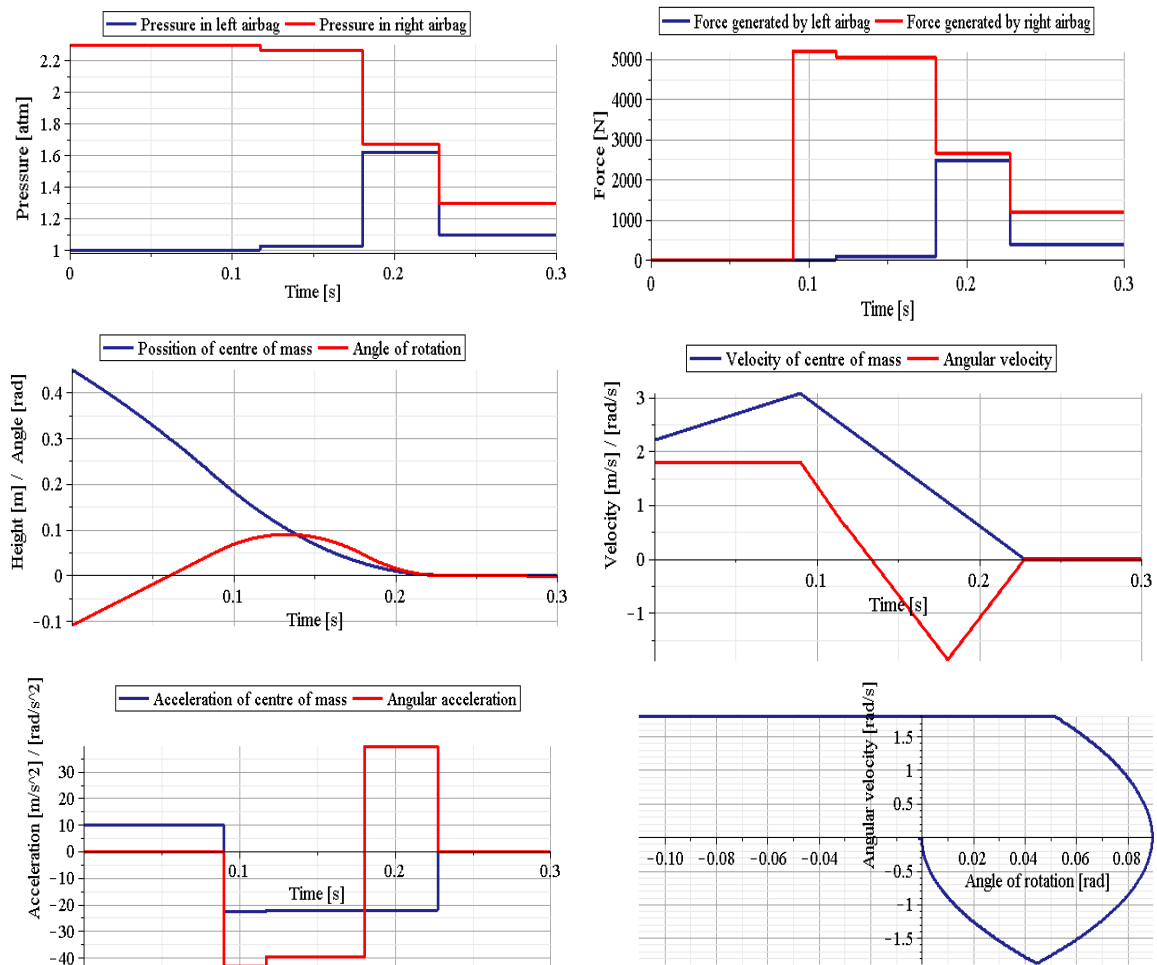 Pressure in left airbag Pressure in right airbag
Pressure [atm]
2.2
2
1.8
1.6
1.4
1.2
1
0 0.1 0.2 0.3
Time [s]
Force generated by left airbag Force generated by right airbag
Force [N]
5000
4000
3000
2000
1000
0
0 0.1 0.2 0.3
Time [s]
Possition of centre of mass Angle of rotation
Height [m] / Angle [rad]
0.4
0.3
0.2
0.1
0
−0.1
0.1 0.2 0.3
Time [s]
Velocity of centre of mass Angular velocity
Velocity [m/s] / [rad/s]
3
2
1
0
−1
0.1 0.2 0.3
Time [s]
Acceleration of centre of mass Angular acceleration
Acceleration [m/s^2] / [rad/s^2]
30
20
10
0
−10
−20
−30
−40
0.1 0.2 0.3
Time [s]
Angular velocity [rad/s]
1.5
1
0.5
−0.5
−1
−1.5
−0.10 −0.08 −0.06 −0.04 0.02 0.04 0.06 0.08
Angle of rotation [rad]